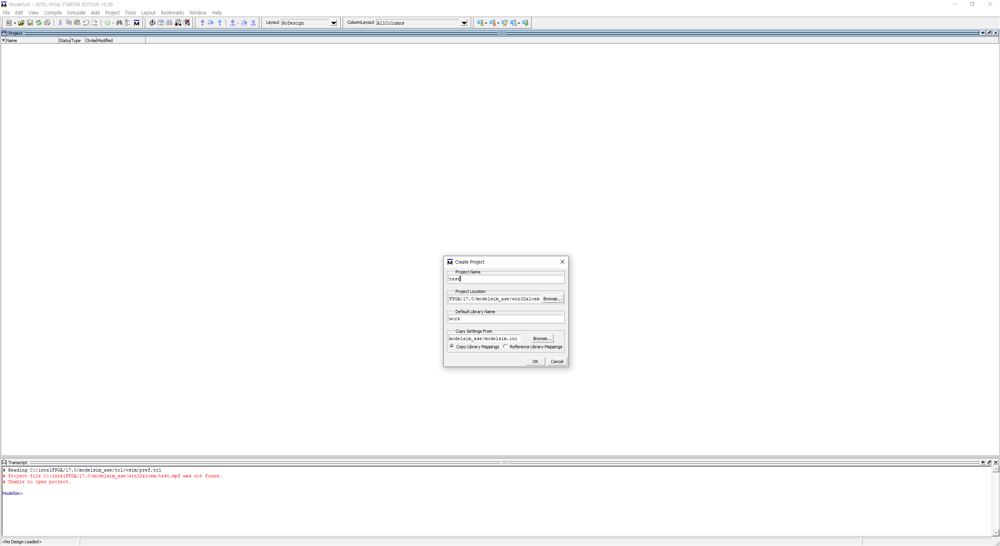 ModelSim - INTEL FPGA STARTER EDITION 10.5b
File Edit View Compile Simulate Add Project Tools Layout Bookmarks Window Help
Layout NoDesign ColumnLayout AllColumns
Project
Name Status Type Order Modified
Create Project
Project Name
test
Project Location
FPGA/17.0/modelsim_ase/win32aloem Browse...
Default Library Name
work
Copy Settings From
modelsim_ase/modelsim.ini Browse...
Copy Library Mappings Reference Library Mappings
OK Cancel
Transcript
# Reading C:/intelFPGA/17.0/modelsim_ase/tcl/vsim/pref.tcl
# Project file C:/intelFPGA/17.0/modelsim_ase/win32aloem/test.mpf was not found.
# Unable to open project.
ModelSim>
<No Design Loaded>